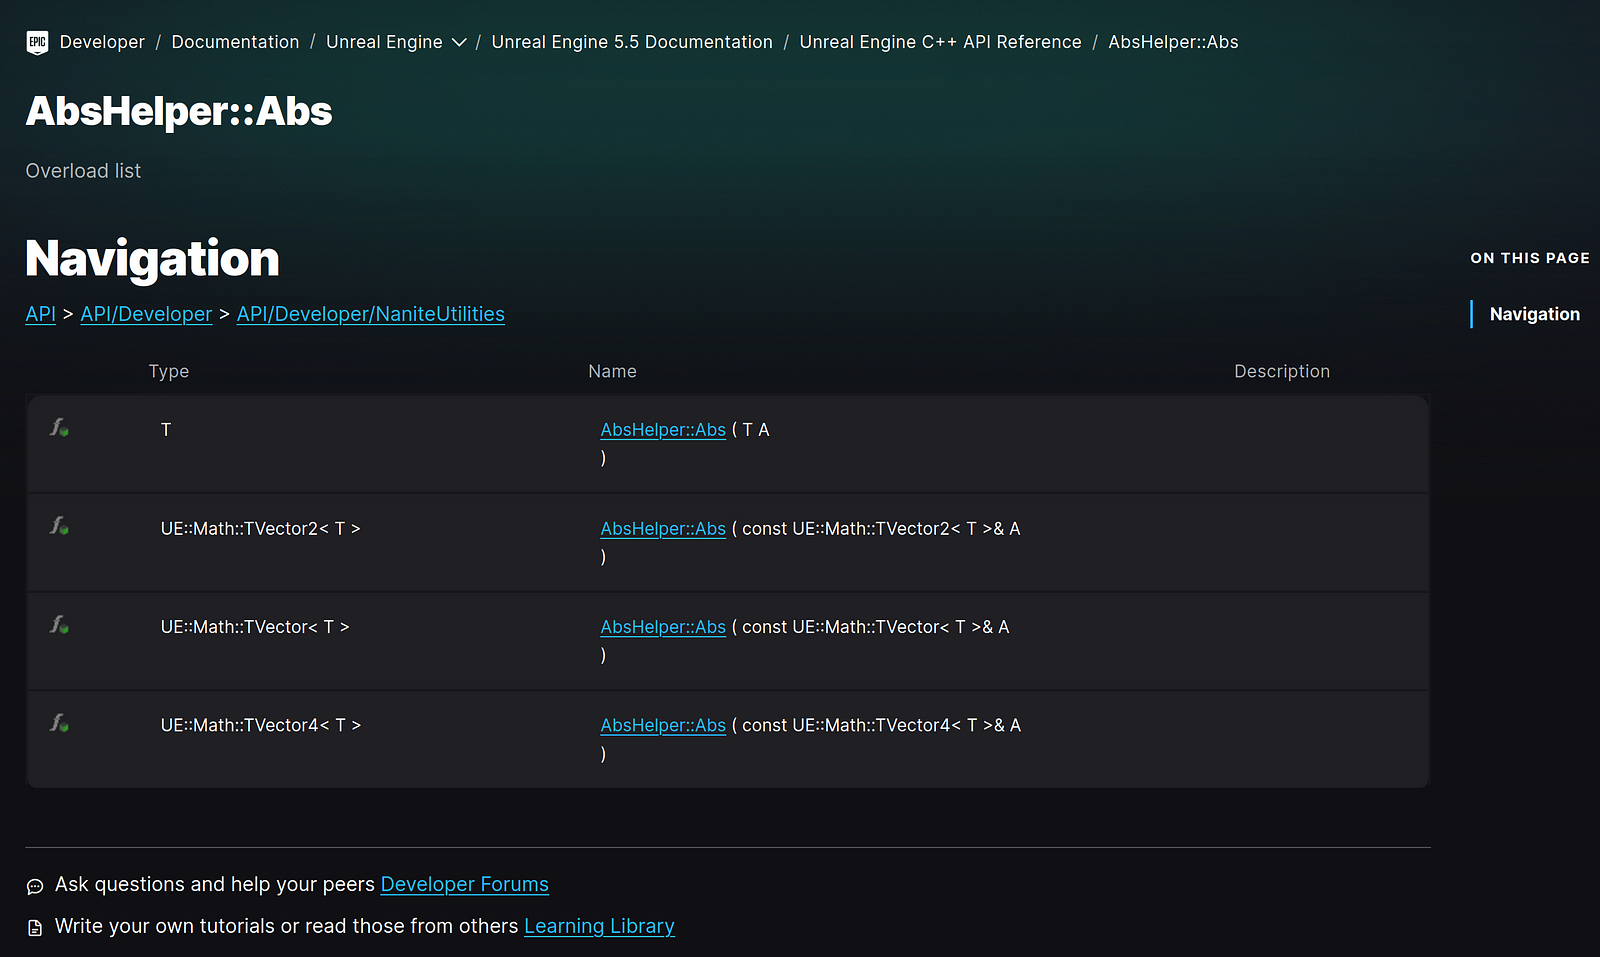 EPIC Developer / Documentation / Unreal Engine / Unreal Engine 5.5 Documentation / Unreal Engine C++ API Reference / AbsHelper::Abs
AbsHelper::Abs
Overload list
Navigation
API > API/Developer > API/Developer/NaniteUtilities
ON THIS PAGE
Navigation
Type Name Description
T AbsHelper::Abs ( T A
)
UE::Math::TVector2< T > AbsHelper::Abs ( const UE::Math::TVector2< T >& A
)
UE::Math::TVector< T > AbsHelper::Abs ( const UE::Math::TVector< T >& A
)
UE::Math::TVector4< T > AbsHelper::Abs ( const UE::Math::TVector4< T >& A
)
Ask questions and help your peers Developer Forums
Write your own tutorials or read those from others Learning Library